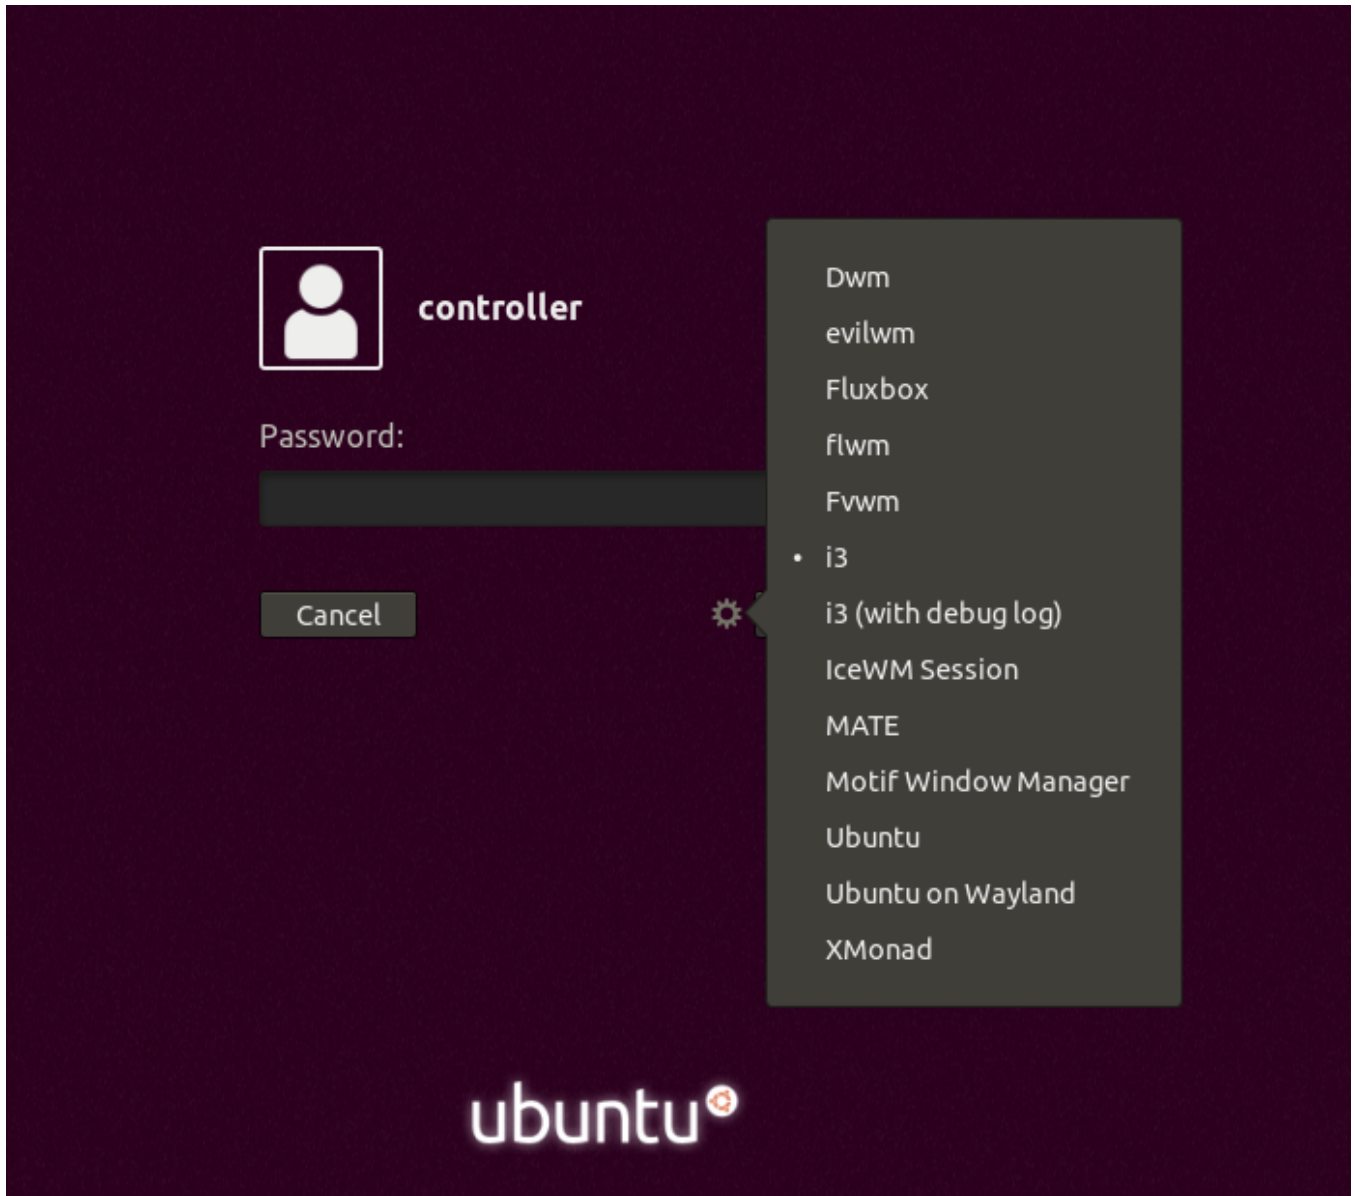 controller
Password:
Cancel
Dwm
evilwm
Fluxbox
flwm
Fvwm
• i3
i3 (with debug log)
IceWM Session
MATE
Motif Window Manager
Ubuntu
Ubuntu on Wayland
XMonad
ubuntu